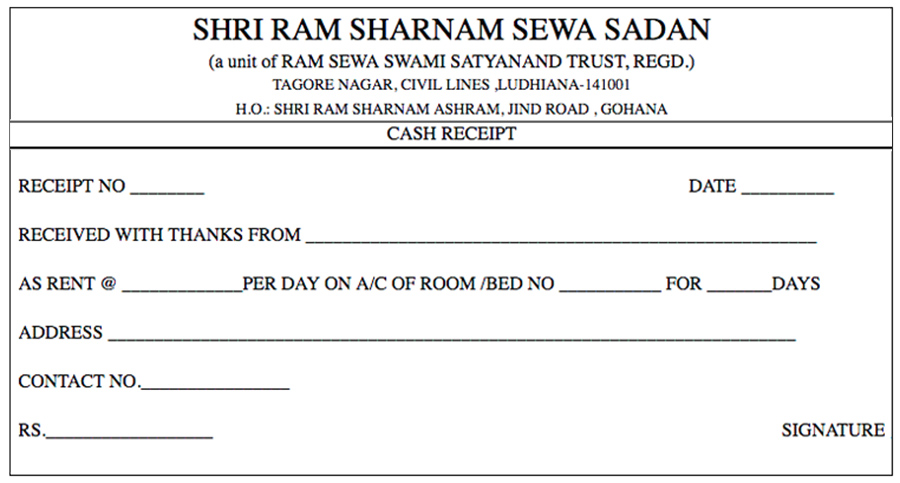 SHRI RAM SHARNAM SEWA SADAN
(a unit of RAM SEWA SWAMI SATYANAND TRUST, REGD.)
TAGORE NAGAR, CIVIL LINES ,LUDHIANA-141001
H.O.: SHRI RAM SHARNAM ASHRAM, JIND ROAD , GOHANA
CASH RECEIPT
RECEIPT NO ________ DATE __________
RECEIVED WITH THANKS FROM _______________________________________________________
AS RENT @ _____________PER DAY ON A/C OF ROOM /BED NO ___________ FOR _______DAYS
ADDRESS __________________________________________________________________________
CONTACT NO.________________
RS.__________________ SIGNATURE